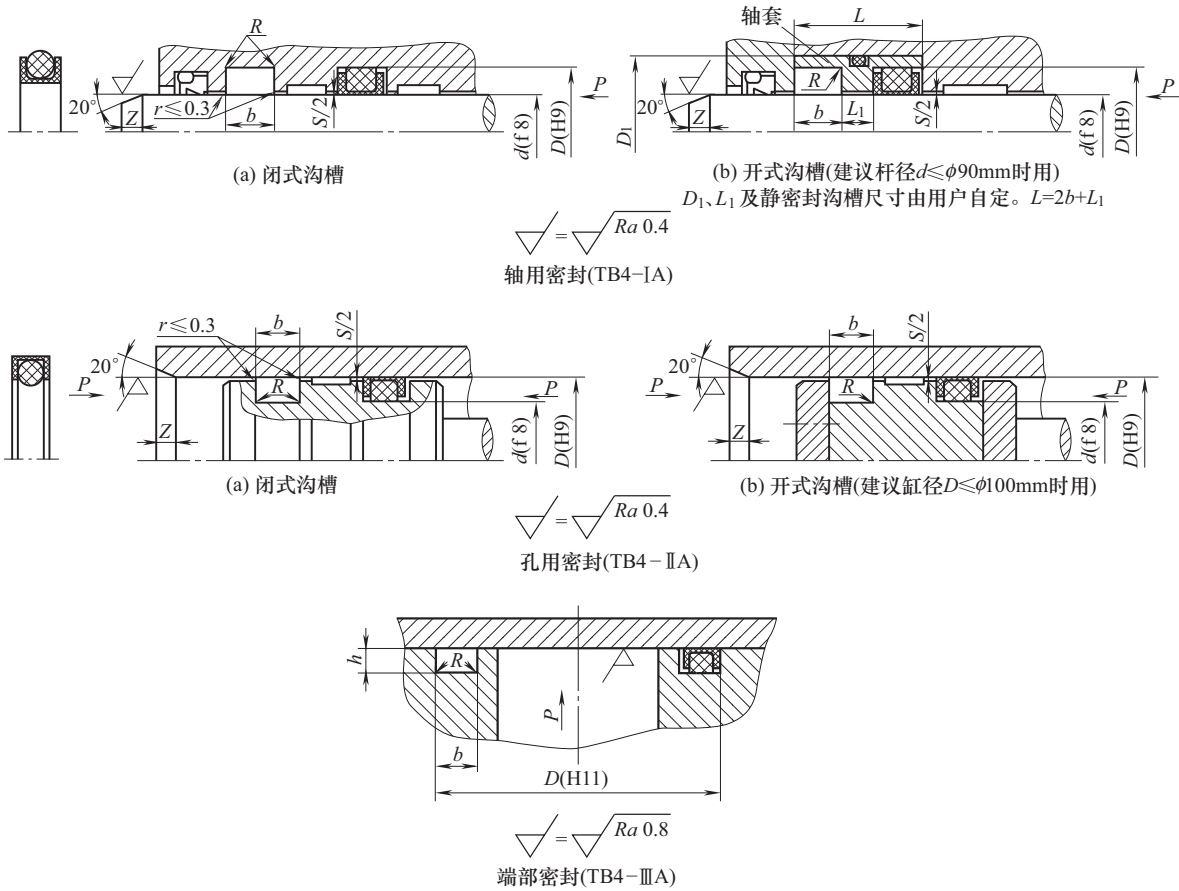 R
20°
Z
r≤0.3
b
S/2
d(f 8)
D(H9)
P
(a) 闭式沟槽
轴套
L
20°
Z
D₁
R
b
L₁
S/2
d(f 8)
D(H9)
P
(b) 开式沟槽(建议杆径d≤φ90mm时用)
D₁、L₁ 及静密封沟槽尺寸由用户自定。L=2b+L₁
= Ra 0.4
轴用密封(TB4-ⅠA)
r≤0.3
b
S/2
20°
P
R
P
Z
d(f 8)
D(H9)
(a) 闭式沟槽
b
S/2
20°
P
R
P
Z
d(f 8)
D(H9)
(b) 开式沟槽(建议缸径D≤φ100mm时用)
= Ra 0.4
孔用密封(TB4-ⅡA)
h
R
P
b
D(H11)
= Ra 0.8
端部密封(TB4-ⅢA)